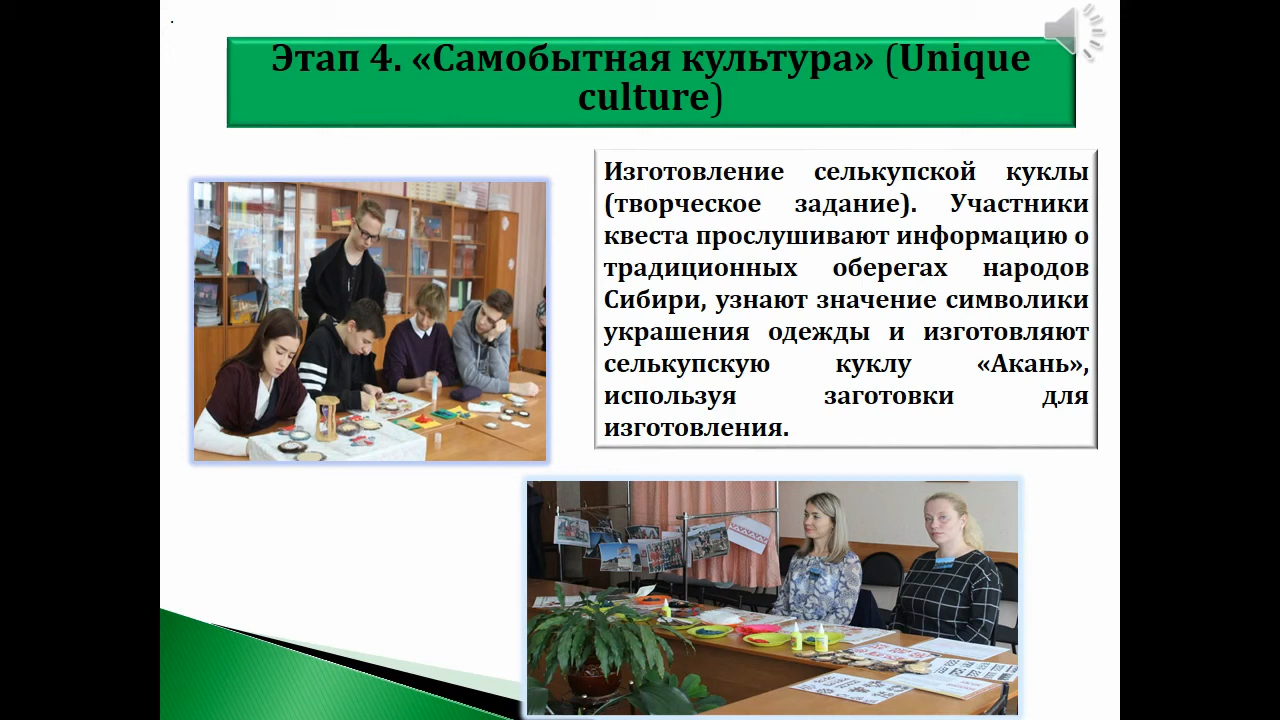 Этап 4. «Самобытная культура» (Unique
culture)
Изготовление селькупской куклы
(творческое задание). Участники
квеста прослушивают информацию о
традиционных оберегах народов
Сибири, узнают значение символики
украшения одежды и изготовляют
селькупскую куклу «Акань»,
используя заготовки для
изготовления.